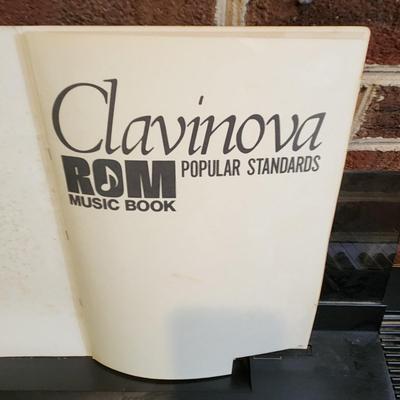 Clavinova
ROM POPULAR STANDARDS
MUSIC BOOK